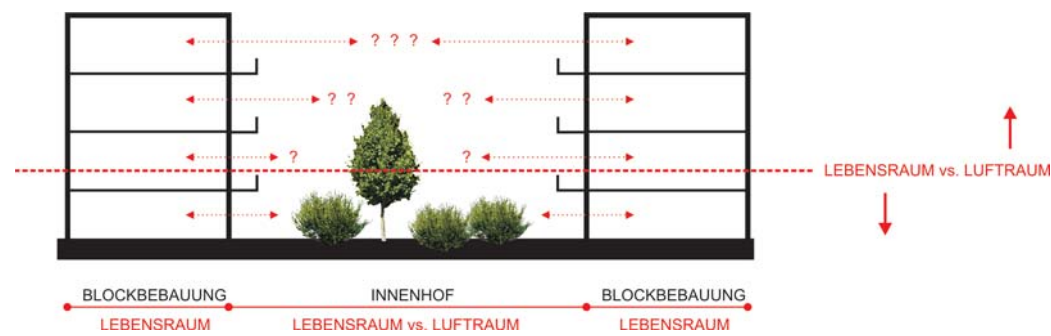 ? ? ?
? ?
? ?
?
?
LEBENSRAUM vs. LUFTRAUM
BLOCKBEBAUUNG
INNENHOF
BLOCKBEBAUUNG
LEBENSRAUM
LEBENSRAUM vs. LUFTRAUM
LEBENSRAUM